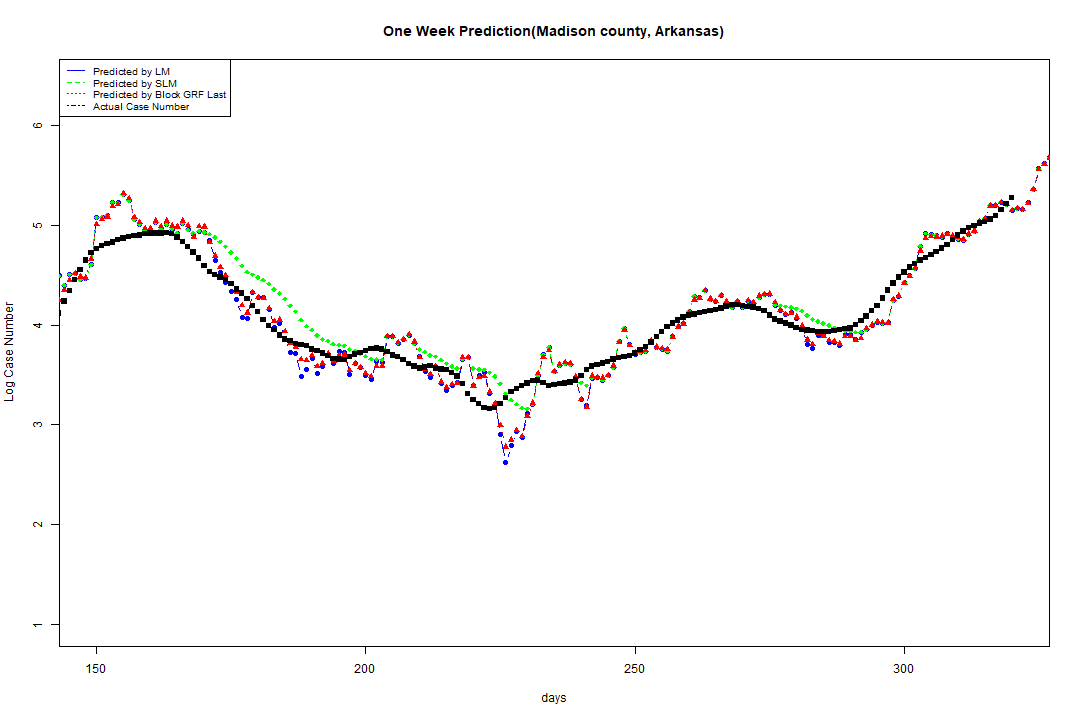 One Week Prediction(Madison county, Arkansas)
Predicted by LM
Predicted by SLM
Predicted by Block GRF Last
Actual Case Number
6
5
4
3
2
1
Log Case Number
150 200 250 300
days